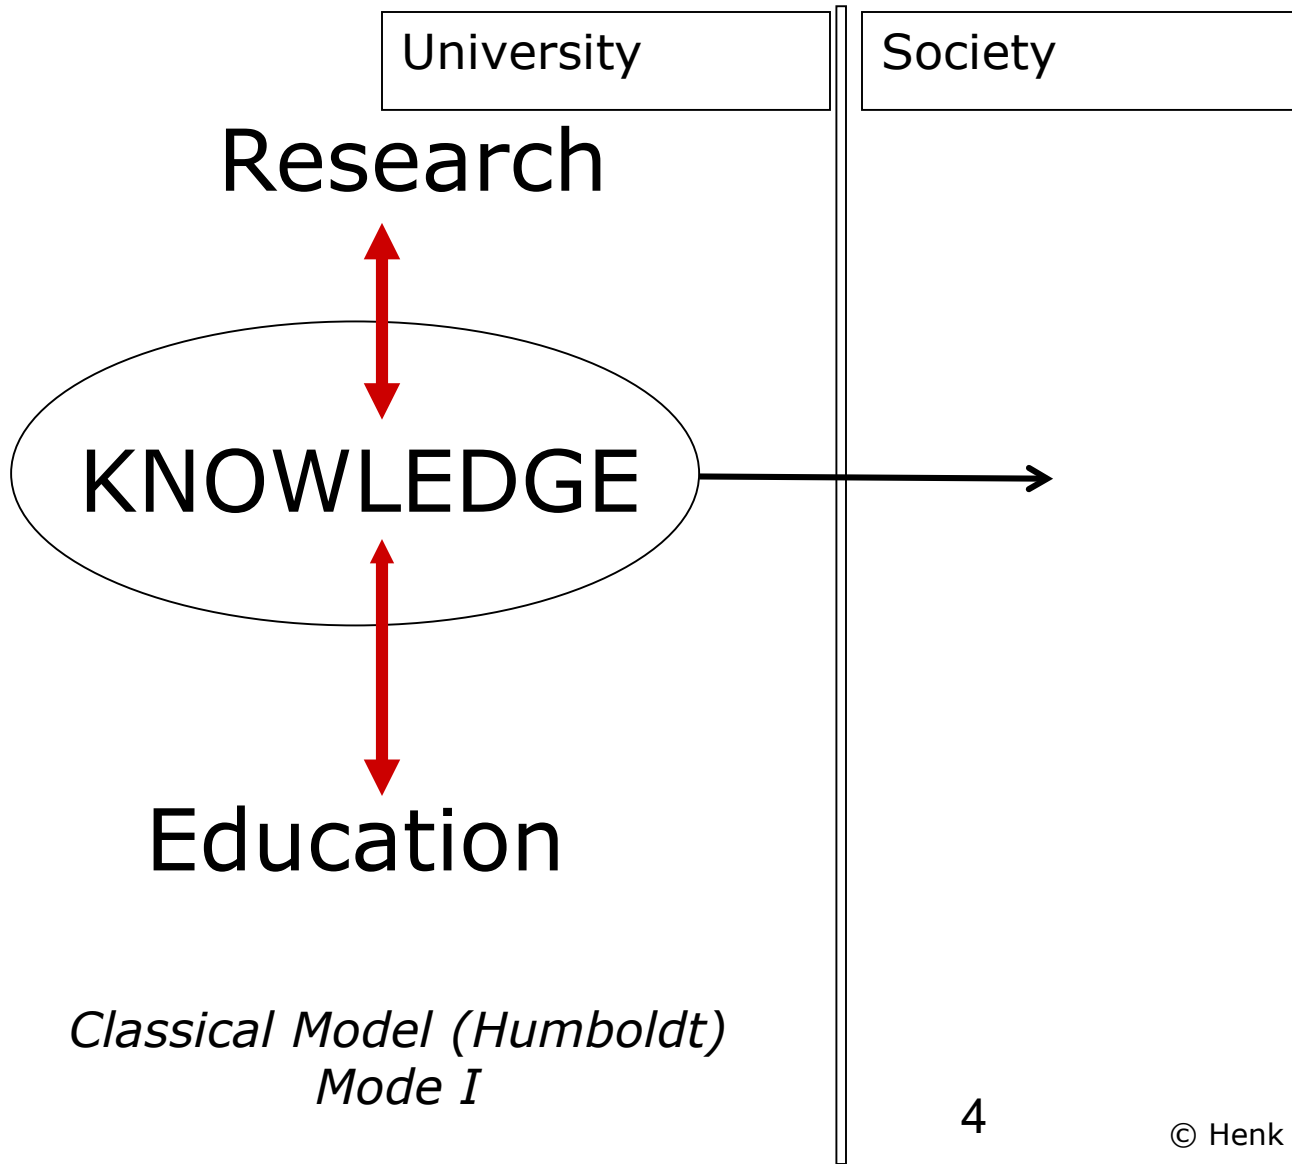 University
Society
Research
KNOWLEDGE
Education
Classical Model (Humboldt)
Mode I
4
© Henk